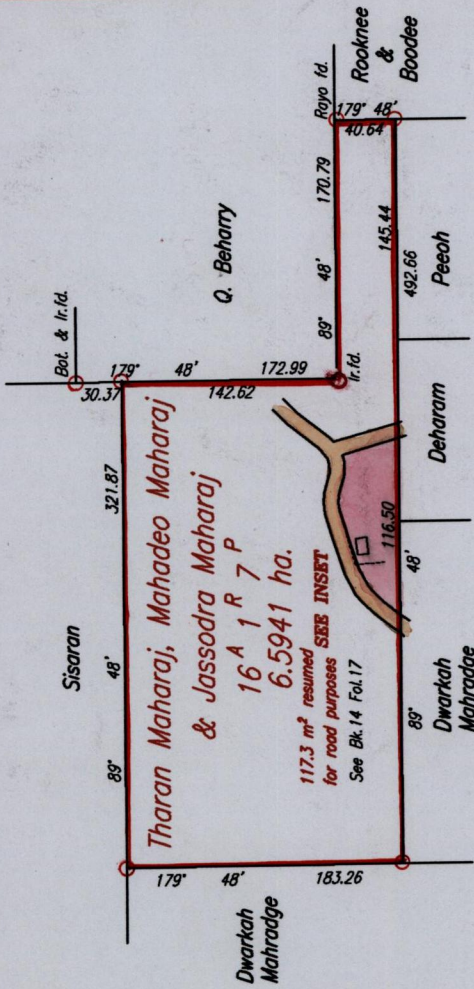 Bot. & Ir.fd.
Sisaran
30.37
89° 48' 321.87
179° 48' 172.99
142.62
Q. Beharry
Rayo fd.
Rooknee
&
Boodee
179° 48'
40.64
89° 48' 170.79
Ir.fd.
Tharan Maharaj, Mahadeo Maharaj
& Jassodra Maharaj
16 A 1 R 7 P
6.5941 ha.
117.3 m² resumed
for road purposes SEE INSET
See Bk.14 Fol.17
179° 48' 183.26
Dwarkah
Mahradge
116.50
145.44
89° 48' 492.66
Dwarkah
Mahradge
Deharam
Peeoh